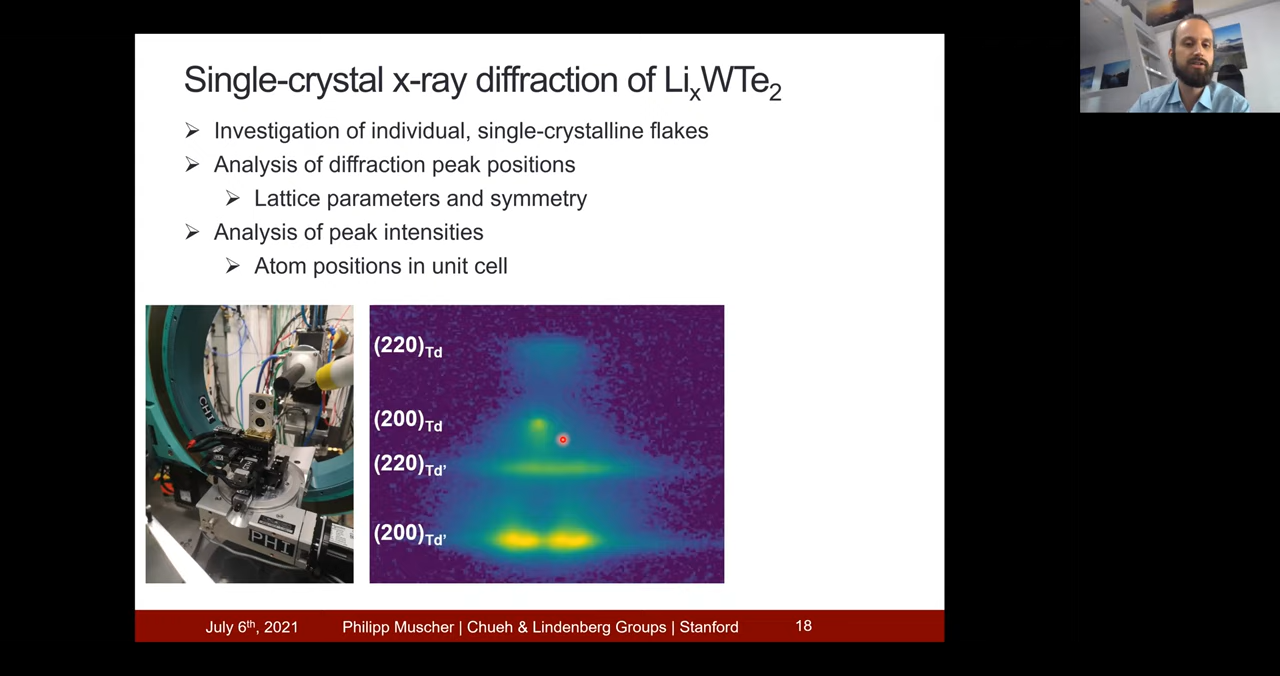 Single-crystal x-ray diffraction of LiₓWTe₂
➢ Investigation of individual, single-crystalline flakes
➢ Analysis of diffraction peak positions
➢ Lattice parameters and symmetry
➢ Analysis of peak intensities
➢ Atom positions in unit cell
CHI
PHI
(220)Td
(200)Td
(220)Td'
(200)Td'
July 6th, 2021 Philipp Muscher | Chueh & Lindenberg Groups | Stanford 18